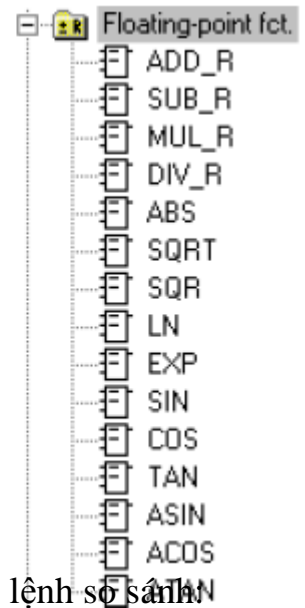 Floating-point fct.
ADD_R
SUB_R
MUL_R
DIV_R
ABS
SQRT
SQR
LN
EXP
SIN
COS
TAN
ASIN
ACOS
ATAN
lệnh so sánh: